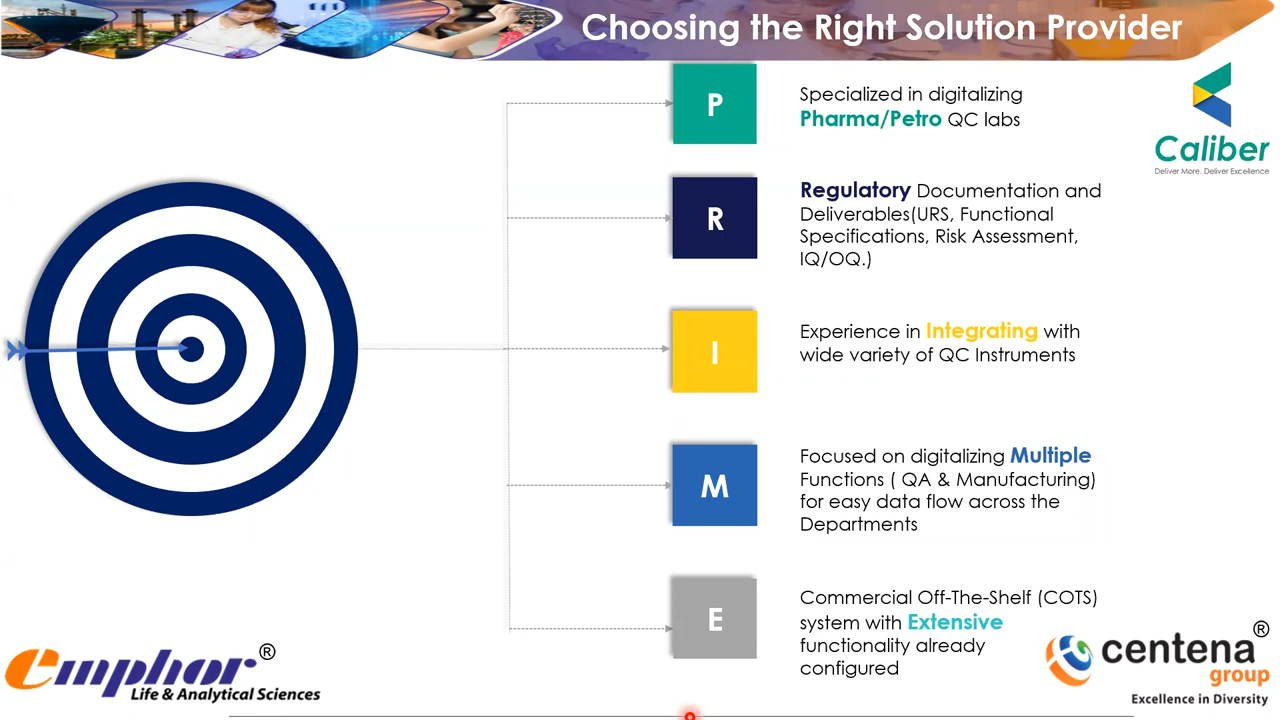 Choosing the Right Solution Provider
P
Specialized in digitalizing
Pharma/Petro QC labs
Caliber
Deliver More. Deliver Excellence
R
Regulatory Documentation and
Deliverables(URS, Functional
Specifications, Risk Assessment,
IQ/OQ.)
I
Experience in Integrating with
wide variety of QC Instruments
M
Focused on digitalizing Multiple
Functions ( QA & Manufacturing)
for easy data flow across the
Departments
E
Commercial Off-The-Shelf (COTS)
system with Extensive
functionality already
configured
emphor®
Life & Analytical Sciences
centena®
group
Excellence in Diversity